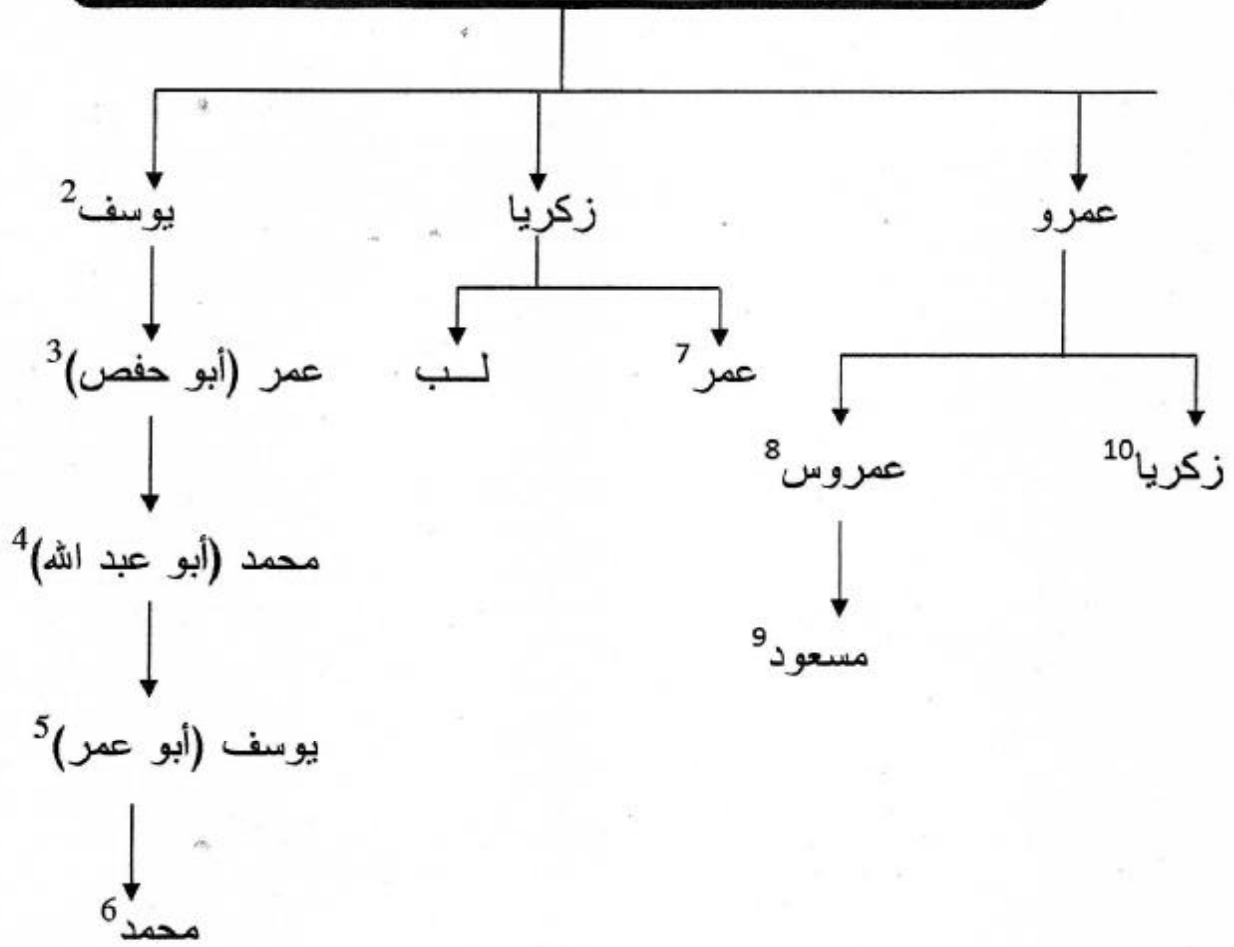 عمرو زكريا يوسف2
عمر7 لــب عمر (أبو حفص)3
زكريا10 عمروس8
محمد (أبو عبد الله)4
مسعود9
يوسف (أبو عمر)5
محمد6